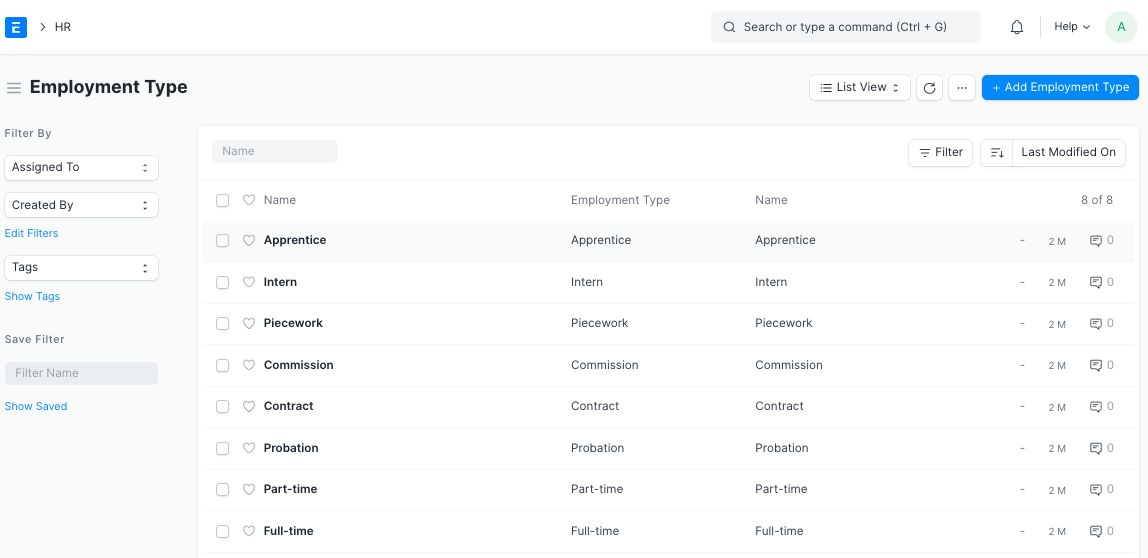 E HR Search or type a command (Ctrl + G) Help A
Employment Type List View ... + Add Employment Type
Filter By
Assigned To
Created By
Edit Filters
Tags
Show Tags
Save Filter
Filter Name
Show Saved
Name Filter Last Modified On
Name Employment Type Name 8 of 8
Apprentice Apprentice Apprentice - 2 M 0
Intern Intern Intern - 2 M 0
Piecework Piecework Piecework - 2 M 0
Commission Commission Commission - 2 M 0
Contract Contract Contract - 2 M 0
Probation Probation Probation - 2 M 0
Part-time Part-time Part-time - 2 M 0
Full-time Full-time Full-time - 2 M 0